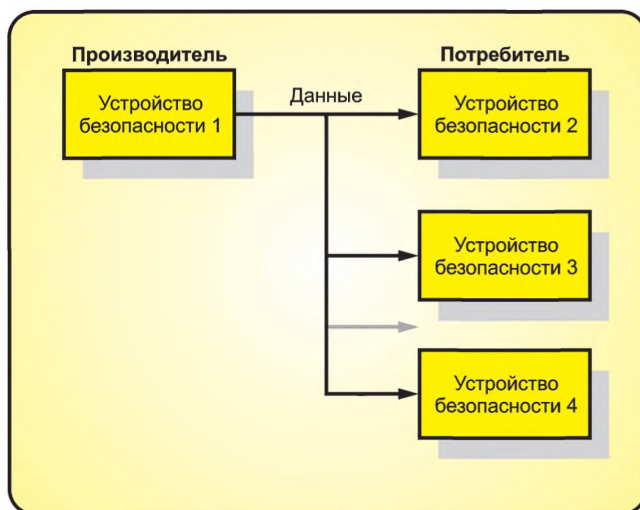 Производитель
Потребитель
Устройство
безопасности 1
Данные
Устройство
безопасности 2
Устройство
безопасности 3
Устройство
безопасности 4